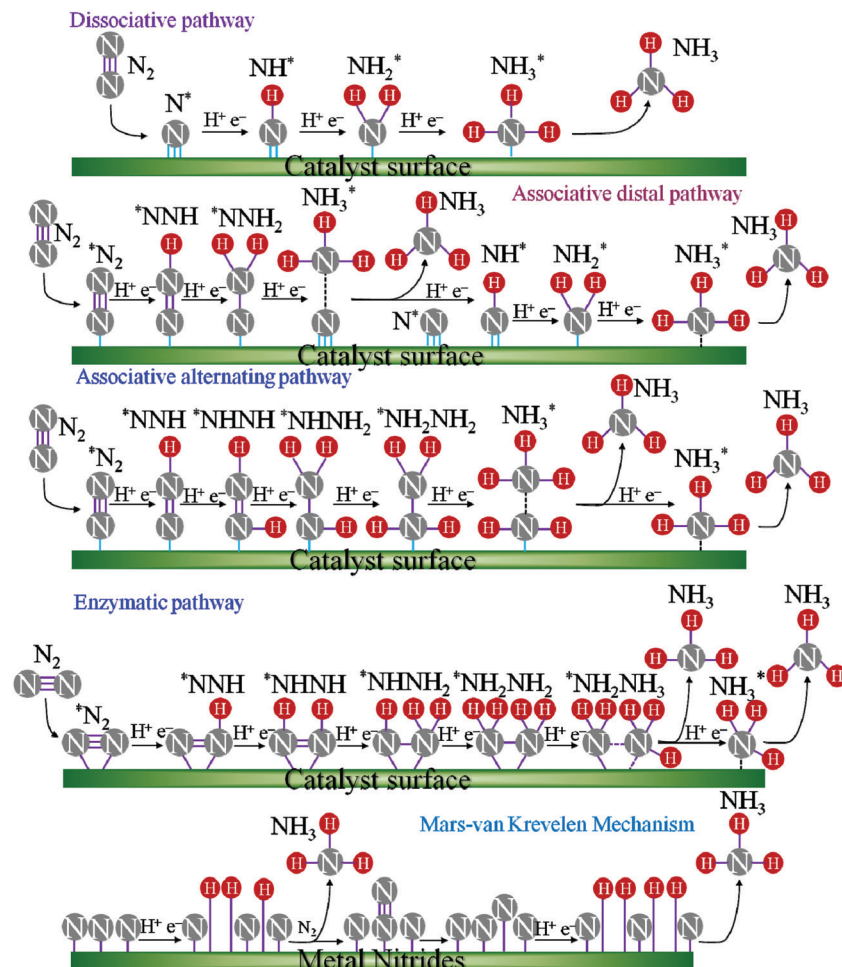 Dissociative pathway
N N N₂
N* NH* NH₂* NH₃* NH₃
N H⁺ e⁻ H N H⁺ e⁻ H H N H⁺ e⁻ H H N H H N H H
Catalyst surface
Associative distal pathway
N N N₂ *N₂ *NNH *NNH₂ NH₃* NH₃ NH* NH₂* NH₃* NH₃
N N H⁺ e⁻ H N N H⁺ e⁻ H H N N H⁺ e⁻ H H N H N H N H H H⁺ e⁻ N* N H N H⁺ e⁻ H H N H⁺ e⁻ H H N H H N H H
Catalyst surface
Associative alternating pathway
N N N₂ *N₂ *NNH *NHNH *NHNH₂ *NH₂NH₂ NH₃* NH₃ NH₃* NH₃
N N H⁺ e⁻ H N N H⁺ e⁻ H N N H H⁺ e⁻ H H N N H H⁺ e⁻ H H N H N H H⁺ e⁻ H H N H H N H H N H H H⁺ e⁻ H H N H H N H H
Catalyst surface
Enzymatic pathway
N₂ N N *N₂ *NNH *NHNH *NHNH₂ *NH₂NH₂ *NH₂NH₃ NH₃ NH₃* NH₃
N N H⁺ e⁻ H N N H⁺ e⁻ H H N N H⁺ e⁻ H H H N N H⁺ e⁻ H H H H N N H⁺ e⁻ H H H H N N H H N H H H⁺ e⁻ H H N H H N H H
Catalyst surface
Mars-van Krevelen Mechanism
NH₃ NH₃
N N N H⁺ e⁻ N H H H N N₂ H H N H N N N N N N N N H⁺ e⁻ N H H N H H N H H N H
Metal Nitrides